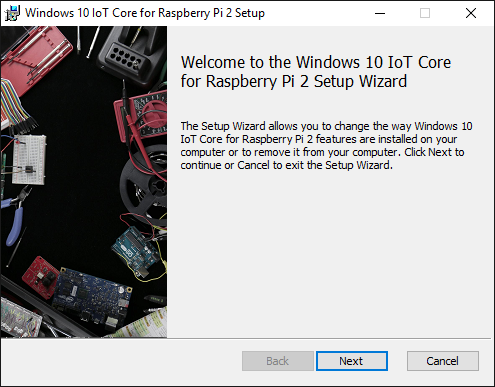 Windows 10 IoT Core for Raspberry Pi 2 Setup
Welcome to the Windows 10 IoT Core
for Raspberry Pi 2 Setup Wizard
The Setup Wizard allows you to change the way Windows 10
IoT Core for Raspberry Pi 2 features are installed on your
computer or to remove it from your computer. Click Next to
continue or Cancel to exit the Setup Wizard.
Back
Next
Cancel